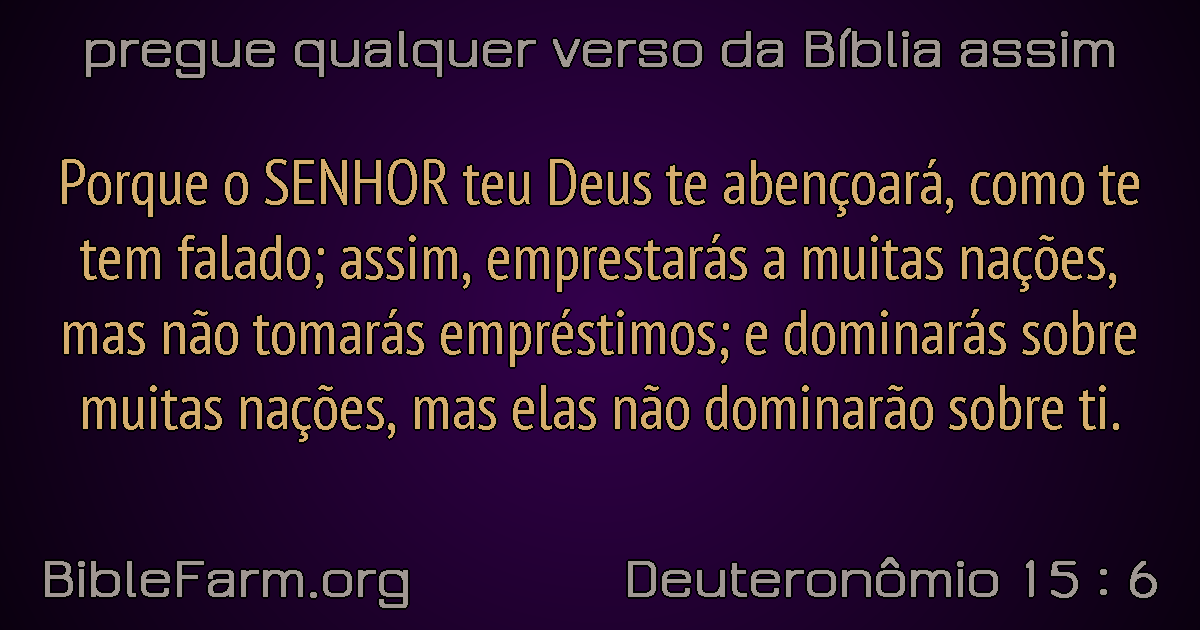 pregue qualquer verso da Bíblia assim
Porque o SENHOR teu Deus te abençoará, como te
tem falado; assim, emprestarás a muitas nações,
mas não tomarás empréstimos; e dominarás sobre
muitas nações, mas elas não dominarão sobre ti.
BibleFarm.org
Deuteronômio 15 : 6